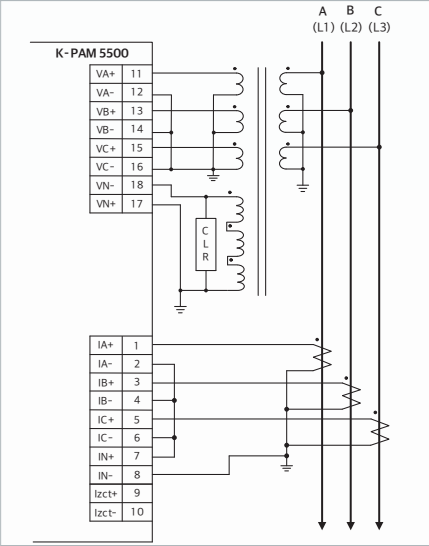 A B C
(L1) (L2) (L3)
K-PAM 5500
VA+ 11
VA- 12
VB+ 13
VB- 14
VC+ 15
VC- 16
VN- 18
VN+ 17
C
L
R
IA+ 1
IA- 2
IB+ 3
IB- 4
IC+ 5
IC- 6
IN+ 7
IN- 8
Izct+ 9
Izct- 10